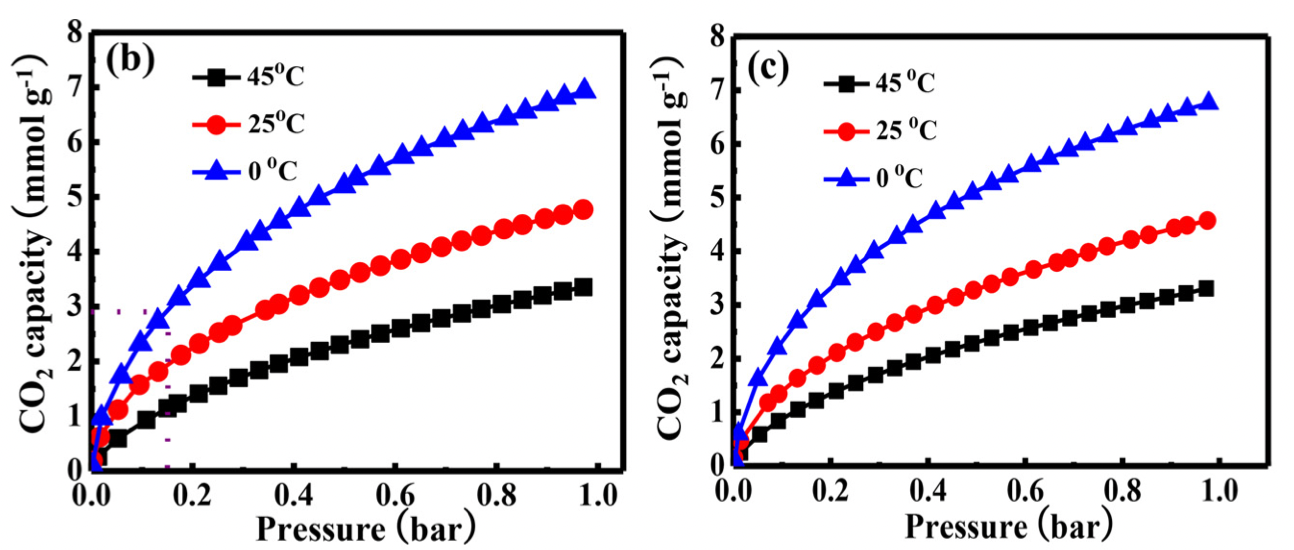 (b)
45⁰C
25⁰C
0 ⁰C
CO₂ capacity (mmol g⁻¹)
8
7
6
5
4
3
2
1
0
0.0 0.2 0.4 0.6 0.8 1.0
Pressure (bar)
(c)
45 ⁰C
25 ⁰C
0 ⁰C
CO₂ capacity (mmol g⁻¹)
8
7
6
5
4
3
2
1
0
0.0 0.2 0.4 0.6 0.8 1.0
Pressure (bar)